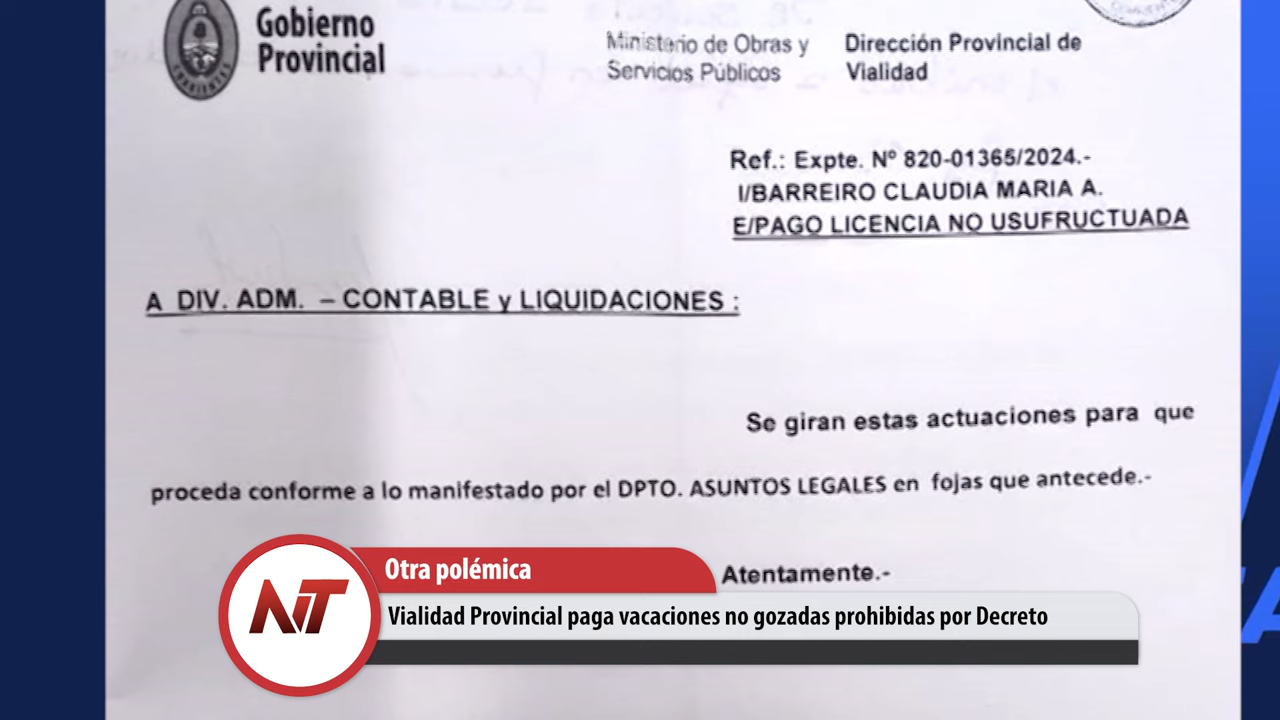 Gobierno
Provincial
CORRIENTES
Ministerio de Obras y
Servicios Públicos
Dirección Provincial de
Vialidad
Ref.: Expte. Nº 820-01365/2024.-
I/BARREIRO CLAUDIA MARIA A.
E/PAGO LICENCIA NO USUFRUCTUADA
A DIV. ADM. – CONTABLE y LIQUIDACIONES :
Se giran estas actuaciones para que
proceda conforme a lo manifestado por el DPTO. ASUNTOS LEGALES en fojas que antecede.-
Atentamente.-
NT
Otra polémica
Vialidad Provincial paga vacaciones no gozadas prohibidas por Decreto